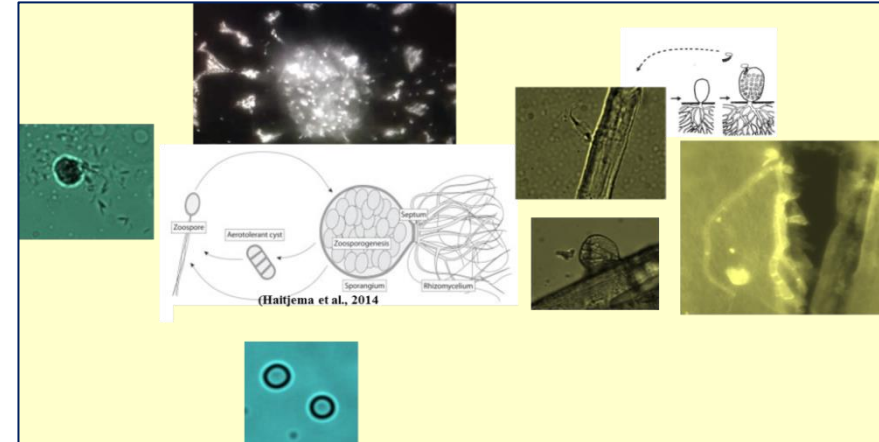 Zoospore
Aerotolerant cyst
Zoosporogenesis
Septum
Sporangium
Rhizomycelium
(Haitjema et al., 2014